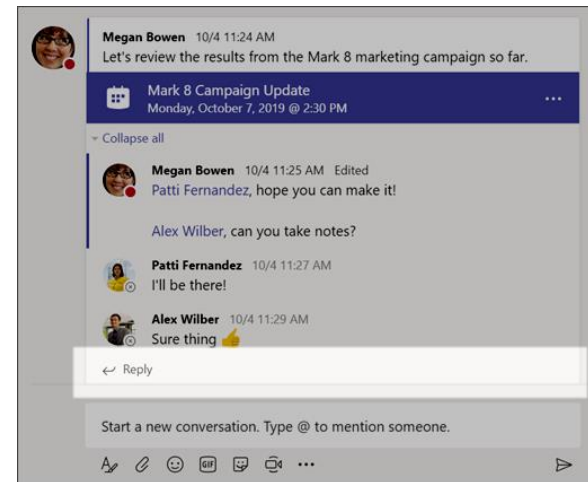 Megan Bowen 10/4 11:24 AM
Let's review the results from the Mark 8 marketing campaign so far.
Mark 8 Campaign Update
Monday, October 7, 2019 @ 2:30 PM
Collapse all
Megan Bowen 10/4 11:25 AM Edited
Patti Fernandez, hope you can make it!
Alex Wilber, can you take notes?
Patti Fernandez 10/4 11:27 AM
I'll be there!
Alex Wilber 10/4 11:29 AM
Sure thing 👍
Reply
Start a new conversation. Type @ to mention someone.
GIF